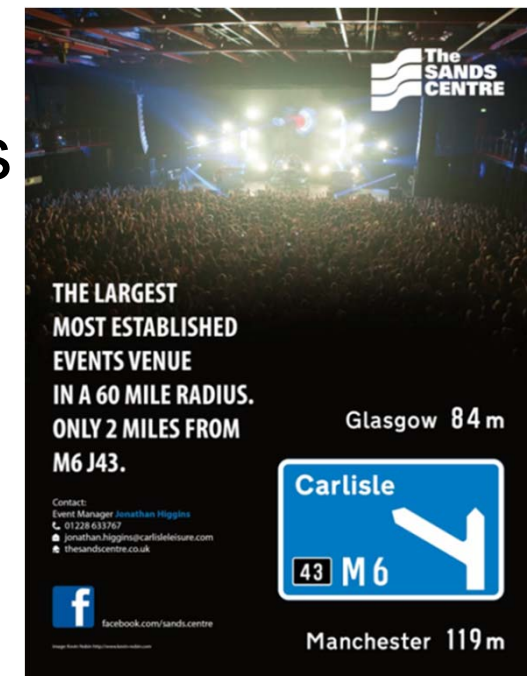 S
The
SANDS
CENTRE
THE LARGEST
MOST ESTABLISHED
EVENTS VENUE
IN A 60 MILE RADIUS.
ONLY 2 MILES FROM
M6 J43.
Contact:
Event Manager Jonathan Higgins
01228 633767
jonathan.higgins@carlisleleisure.com
thesandscentre.co.uk
f
facebook.com/sands.centre
Glasgow 84m
Carlisle
43 M6
Manchester 119m